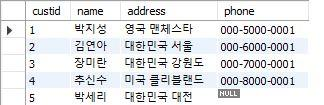 custid name address phone
1 박지성 영국 맨체스타 000-5000-0001
2 김연아 대한민국 서울 000-6000-0001
3 장미란 대한민국 강원도 000-7000-0001
4 추신수 미국 클리블랜드 000-8000-0001
5 박세리 대한민국 대전 NULL